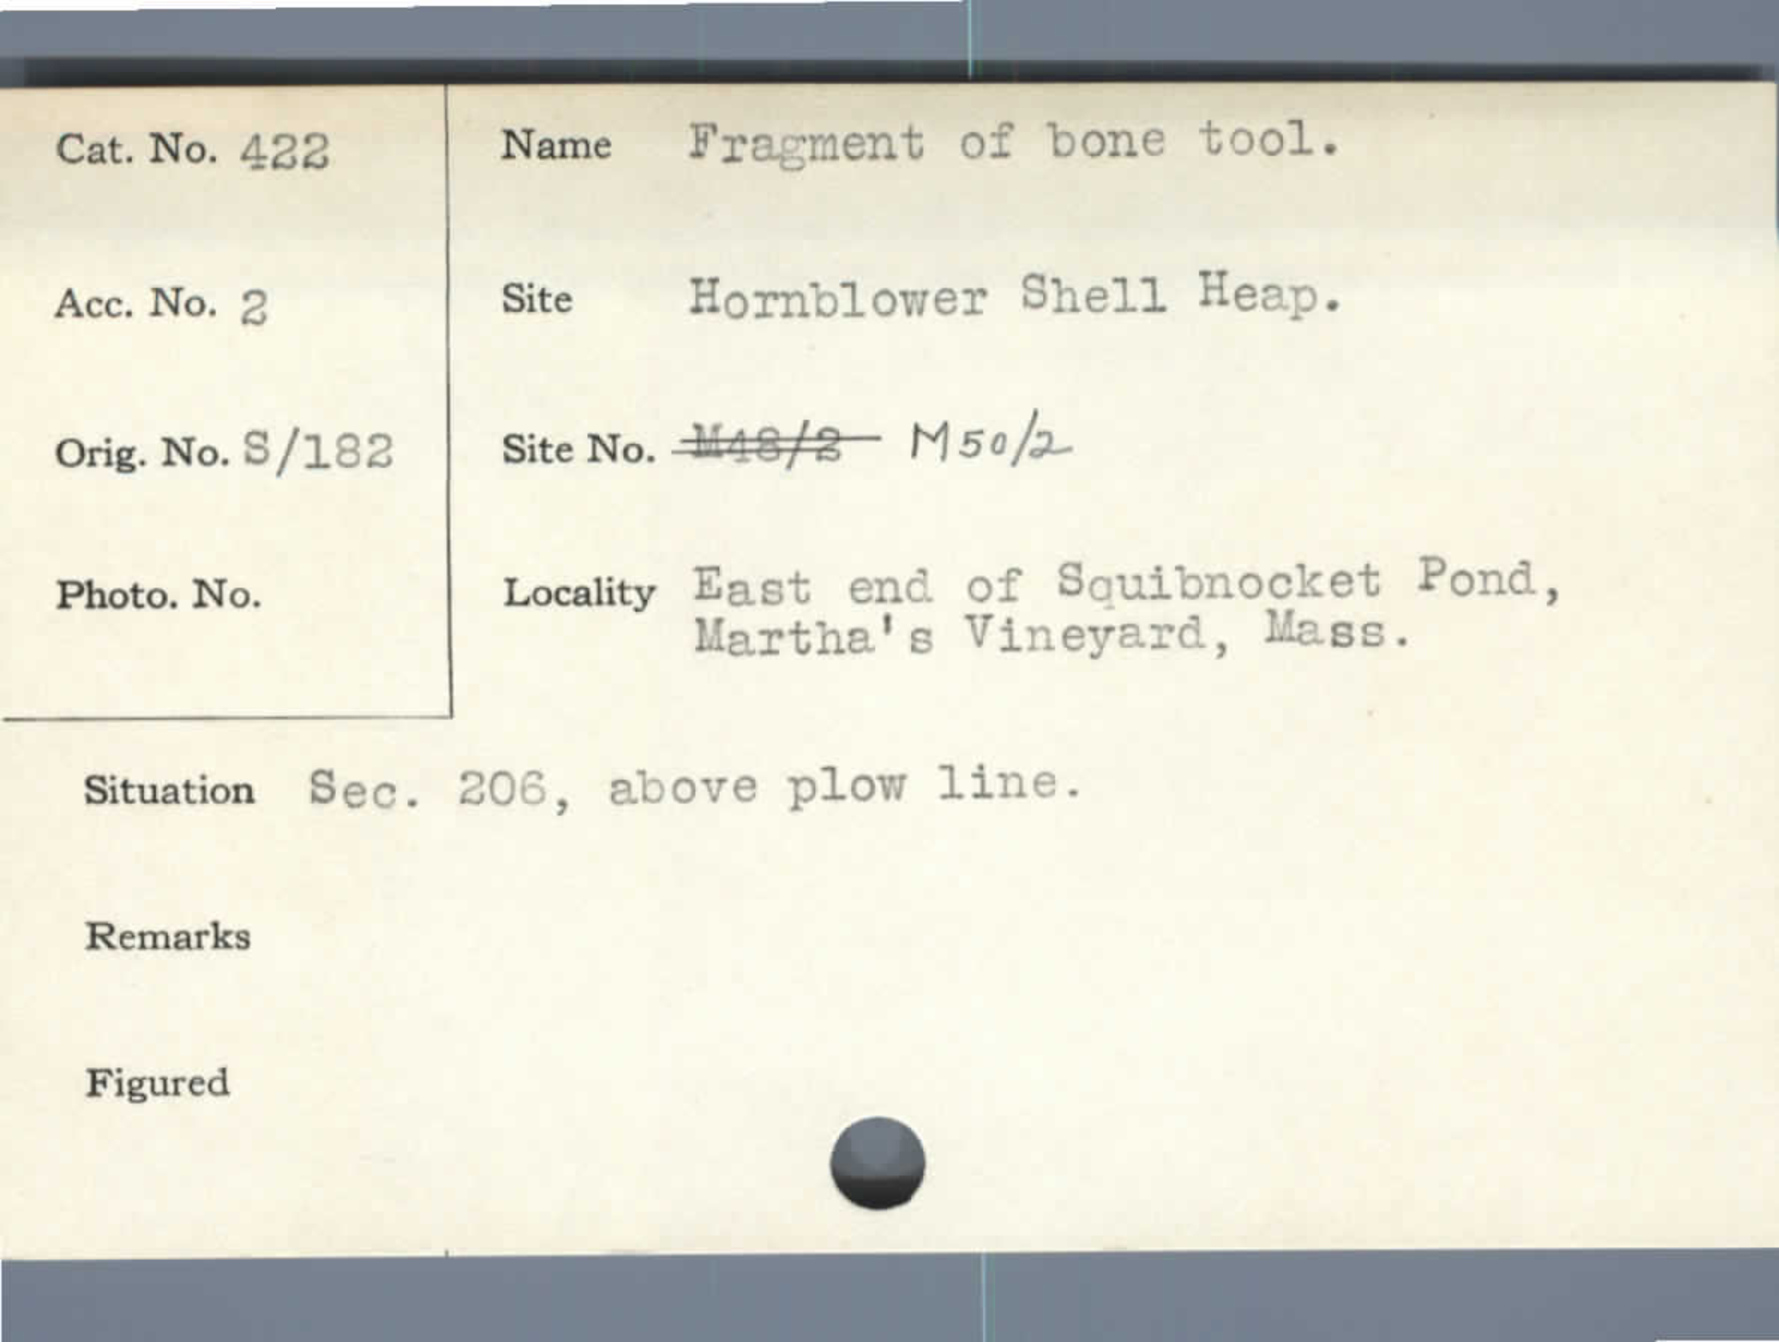 Cat. No. 422
Name Fragment of bone tool.
Acc. No. 2
Site Hornblower Shell Heap.
Orig. No. S/182
Site No. M48/2 M50/2
Photo. No.
Locality East end of Squibnocket Pond,
Martha's Vineyard, Mass.
Situation Sec. 206, above plow line.
Remarks
Figured